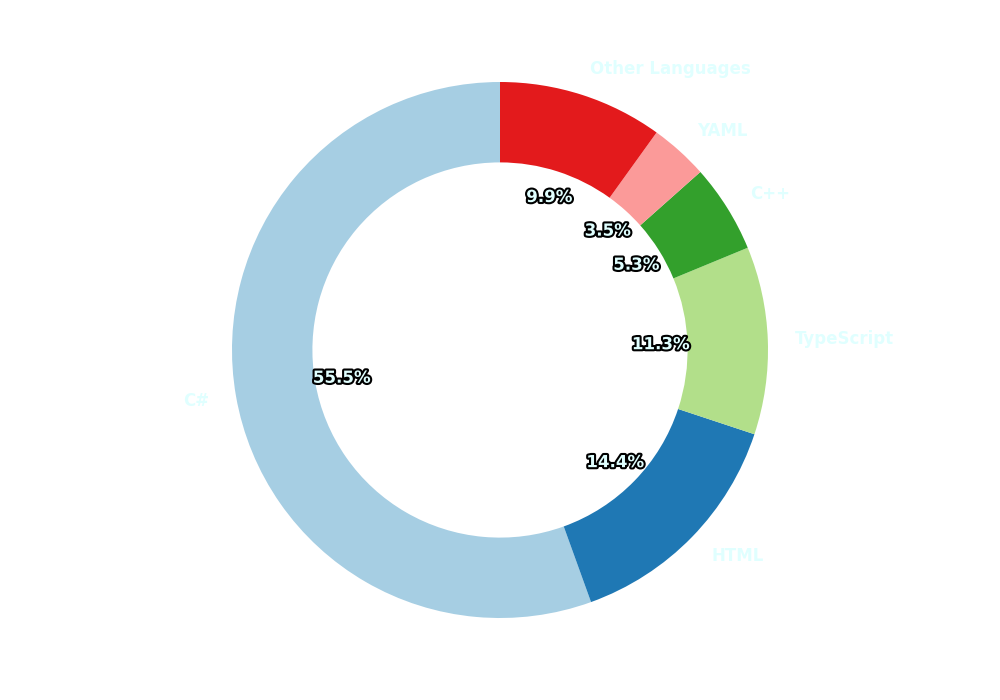 Other Languages
YAML
9.9%
C++
3.5%
5.3%
TypeScript
11.3%
55.5%
C#
14.4%
HTML